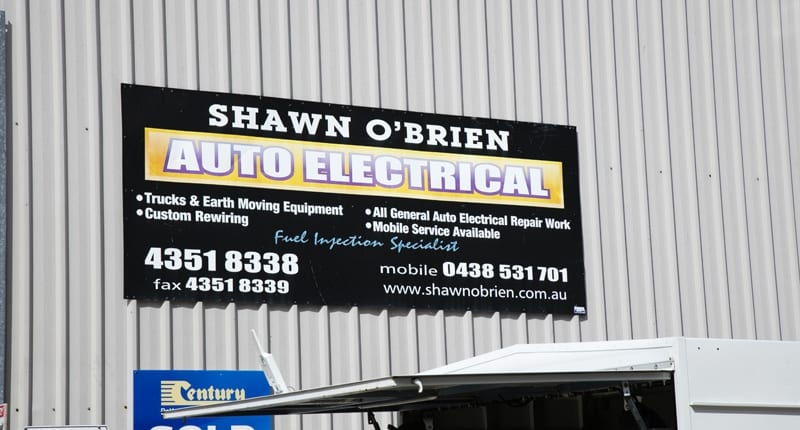 SHAWN O'BRIEN
AUTO ELECTRICAL
•Trucks & Earth Moving Equipment
•Custom Rewiring
•All General Auto Electrical Repair Work
•Mobile Service Available
Fuel Injection Specialist
4351 8338
fax 4351 8339
mobile 0438 531 701
www.shawnobrien.com.au
Century